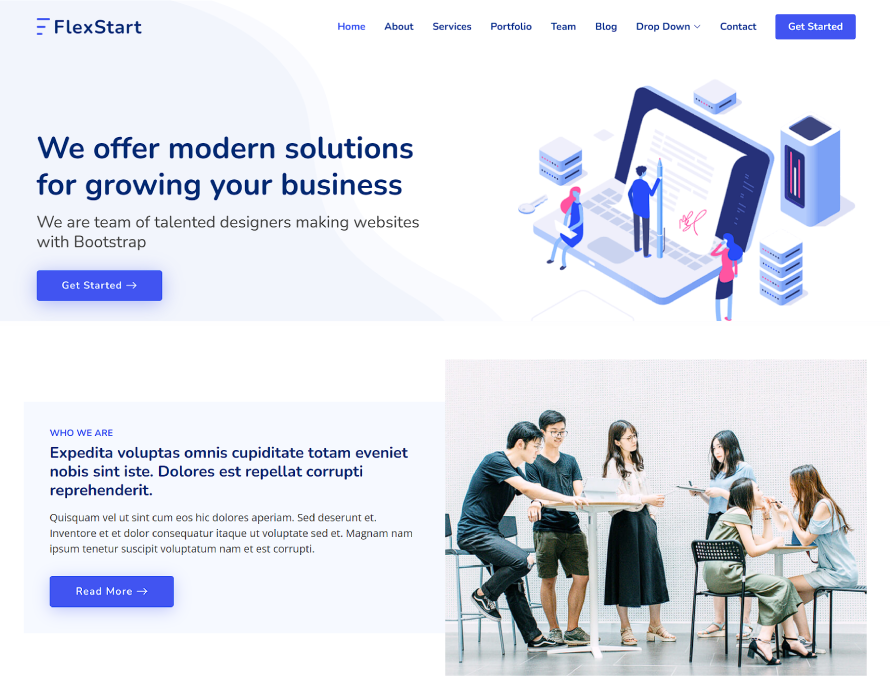 FlexStart
Home About Services Portfolio Team Blog Drop Down Contact Get Started
We offer modern solutions
for growing your business
We are team of talented designers making websites
with Bootstrap
Get Started →
WHO WE ARE
Expedita voluptas omnis cupiditate totam eveniet
nobis sint iste. Dolores est repellat corrupti
reprehenderit.
Quisquam vel ut sint cum eos hic dolores aperiam. Sed deserunt et.
Inventore et et dolor consequatur itaque ut voluptate sed et. Magnam nam
ipsum tenetur suscipit voluptatum nam et est corrupti.
Read More →